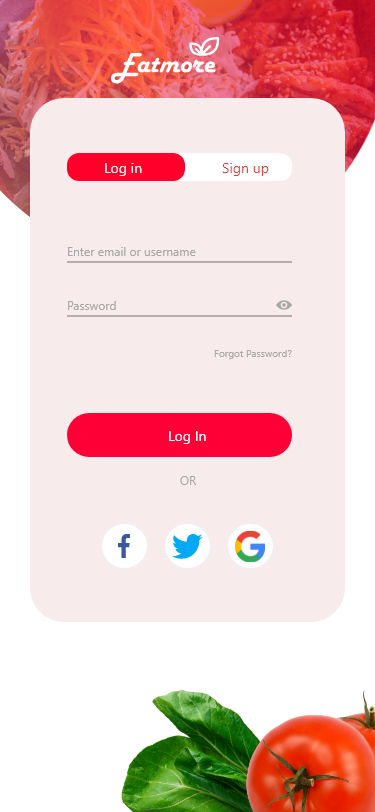 Eatmore
Log in
Sign up
Enter email or username
Password
Forgot Password?
Log In
OR